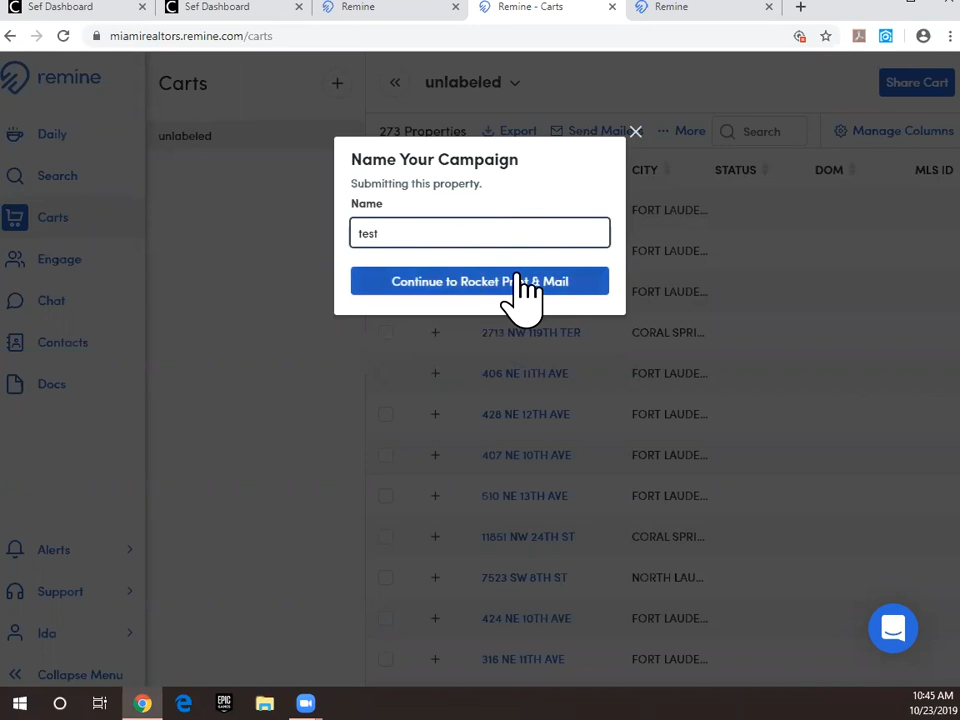 Sef Dashboard
Sef Dashboard
Remine
Remine - Carts
Remine
miamirealtors.remine.com/carts
remine
Carts
unlabeled
Share Cart
273 Properties
Export
Send Maile
More
Search
Manage Columns
Daily
Search
Carts
Engage
Chat
Contacts
Docs
Alerts
Support
Ida
Collapse Menu
unlabeled
Name Your Campaign
Submitting this property.
Name
test
Continue to Rocket Print & Mail
CITY
STATUS
DOM
MLS ID
FORT LAUDE...
FORT LAUDE...
FORT LAUDE...
2713 NW 119TH TER
CORAL SPRI...
406 NE 11TH AVE
FORT LAUDE...
428 NE 12TH AVE
FORT LAUDE...
407 NE 10TH AVE
FORT LAUDE...
510 NE 13TH AVE
FORT LAUDE...
11851 NW 24TH ST
CORAL SPRI...
7523 SW 8TH ST
NORTH LAU...
424 NE 10TH AVE
FORT LAUDE...
316 NE 11TH AVE
FORT LAUDE...
EPIC
GAMES
10:45 AM
10/23/2019